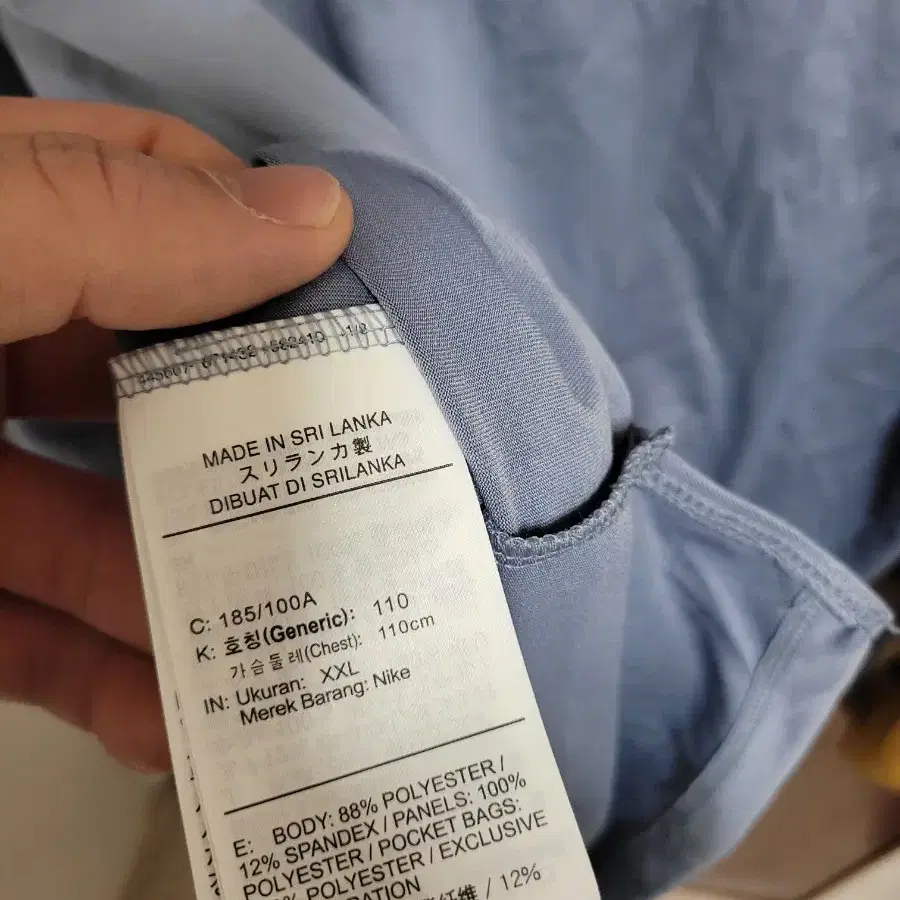 MADE IN SRI LANKA
スリランカ製
DIBUAT DI SRILANKA
C: 185/100A
K: 호칭(Generic): 110
가슴둘레(Chest): 110cm
IN: Ukuran: XXL
Merek Barang: Nike
E: BODY: 88% POLYESTER /
12% SPANDEX / PANELS: 100%
POLYESTER / POCKET BAGS:
% POLYESTER / EXCLUSIVE
/ 12%